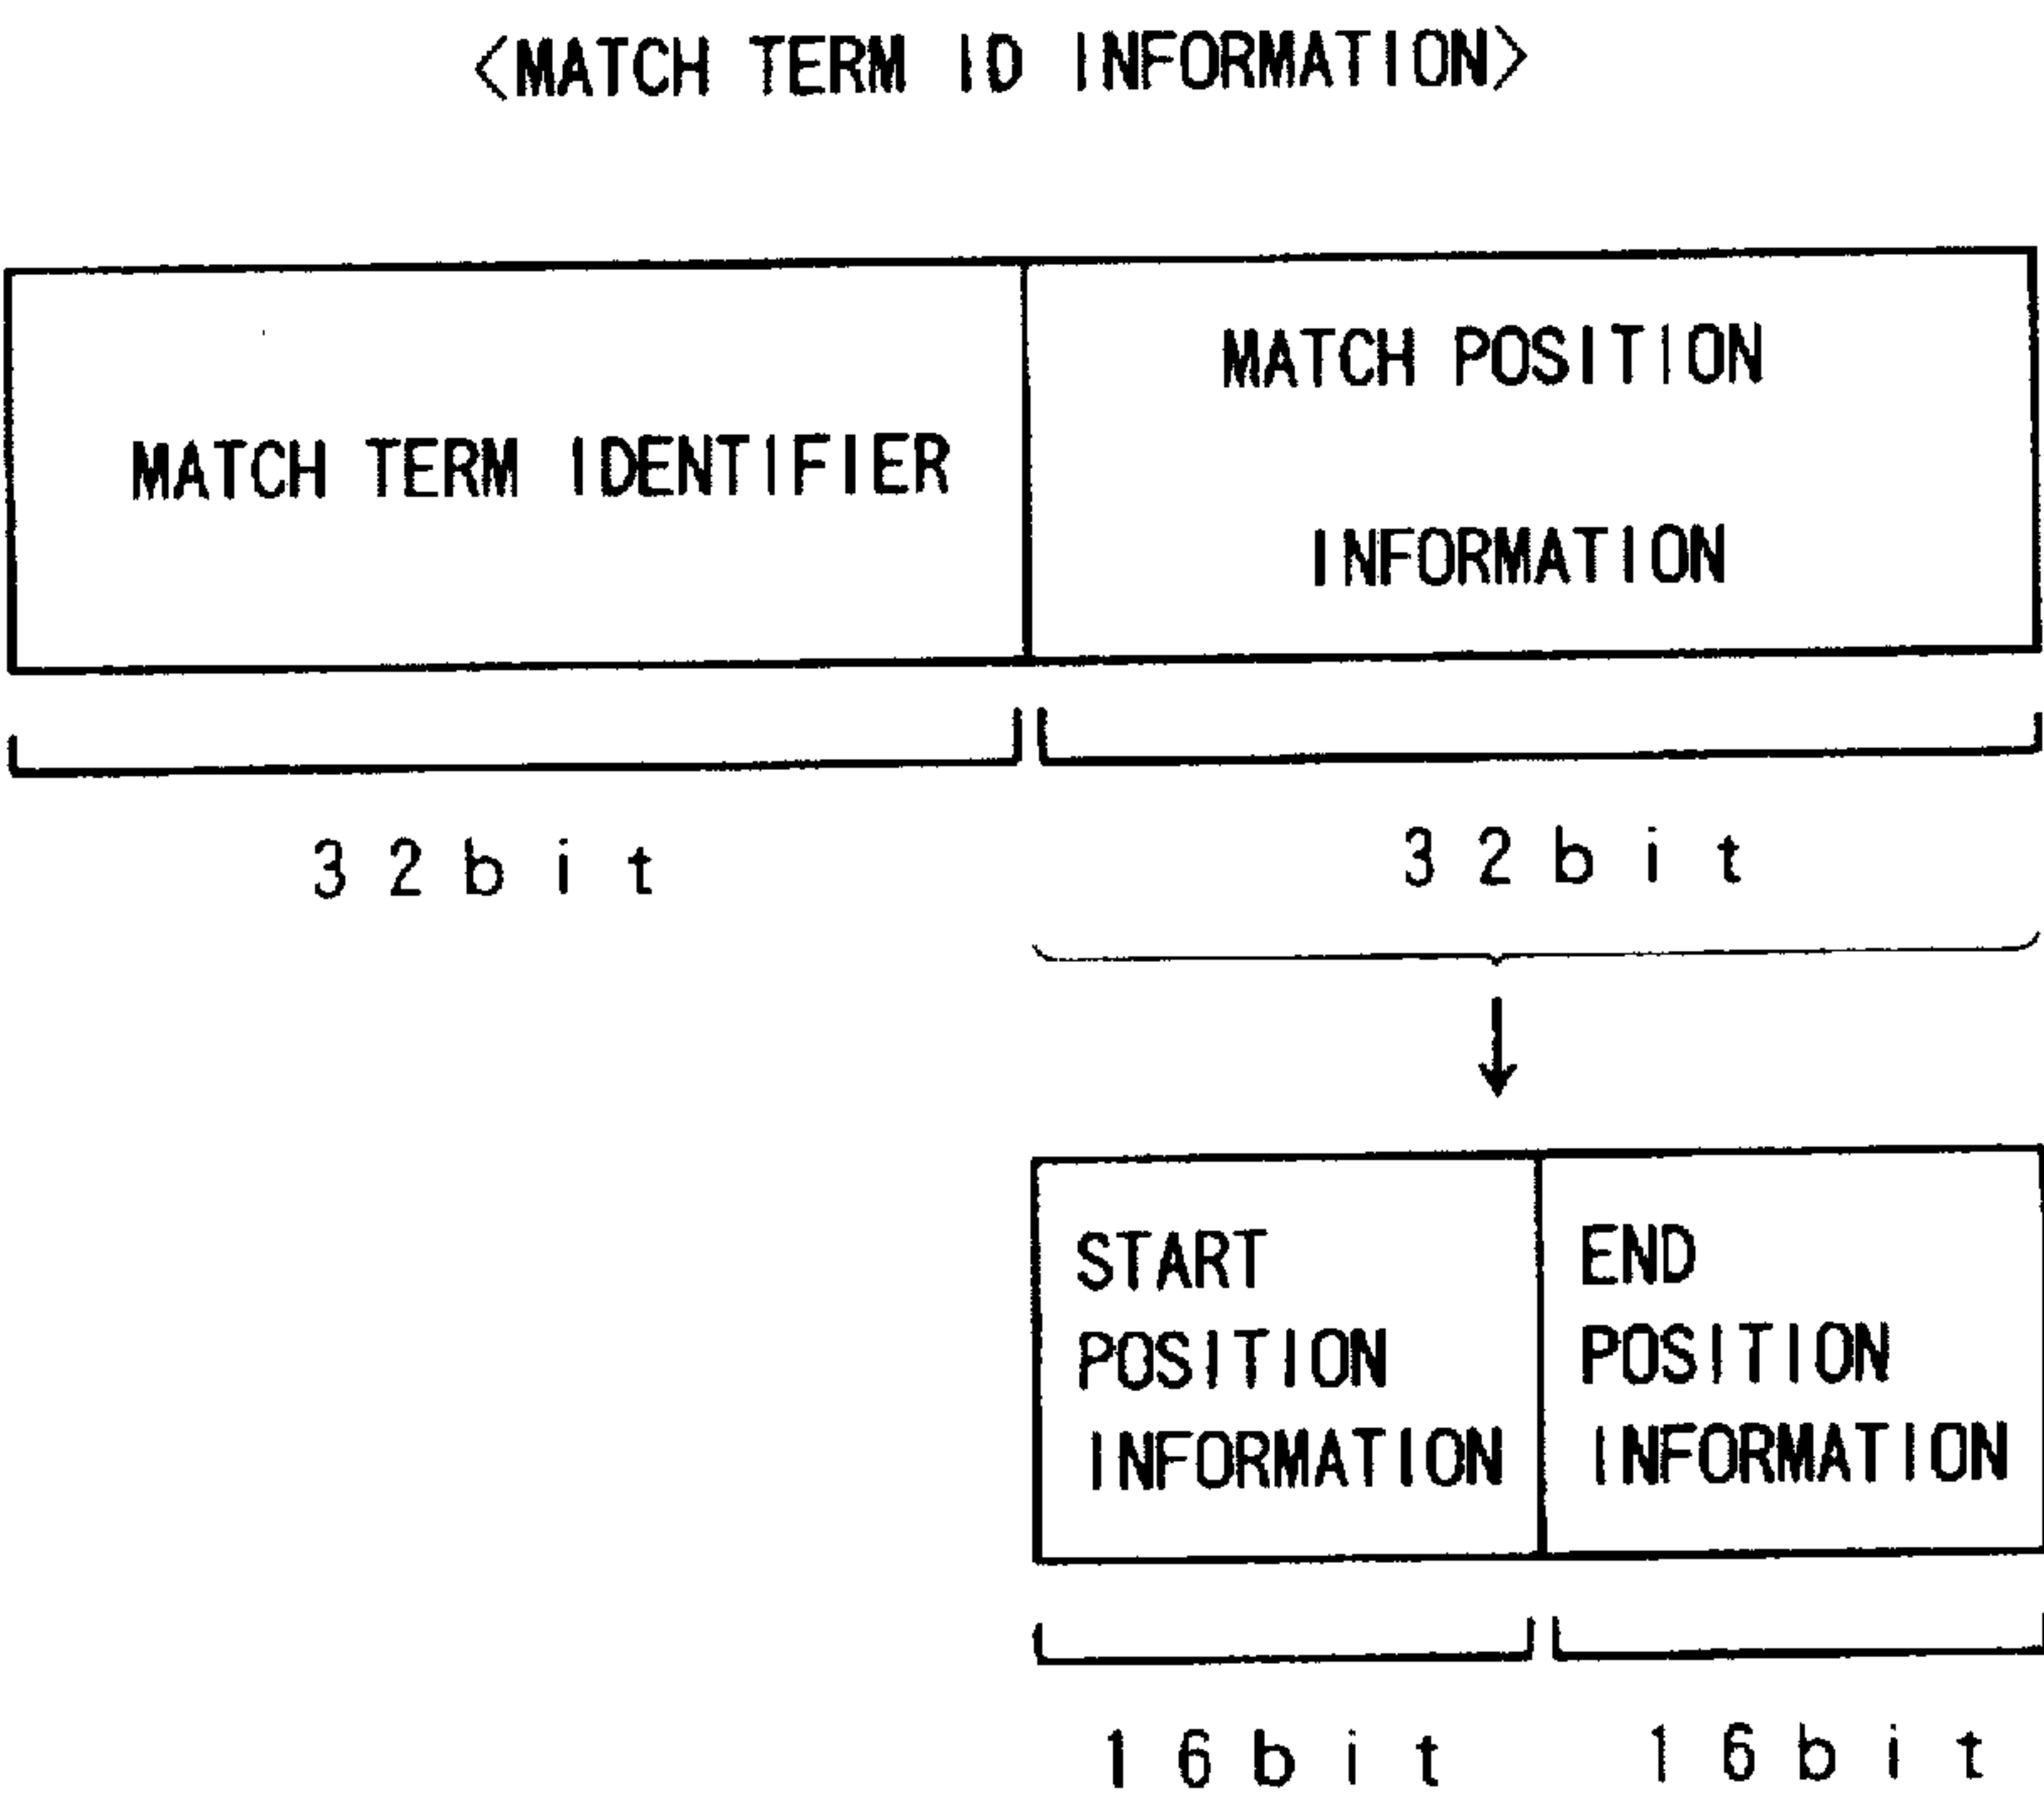 <MATCH TERM ID INFORMATION>
MATCH TERM IDENTIFIER
MATCH POSITION
INFORMATION
32bit
32bit
START
POSITION
INFORMATION
END
POSITION
INFORMATION
16bit
16bit